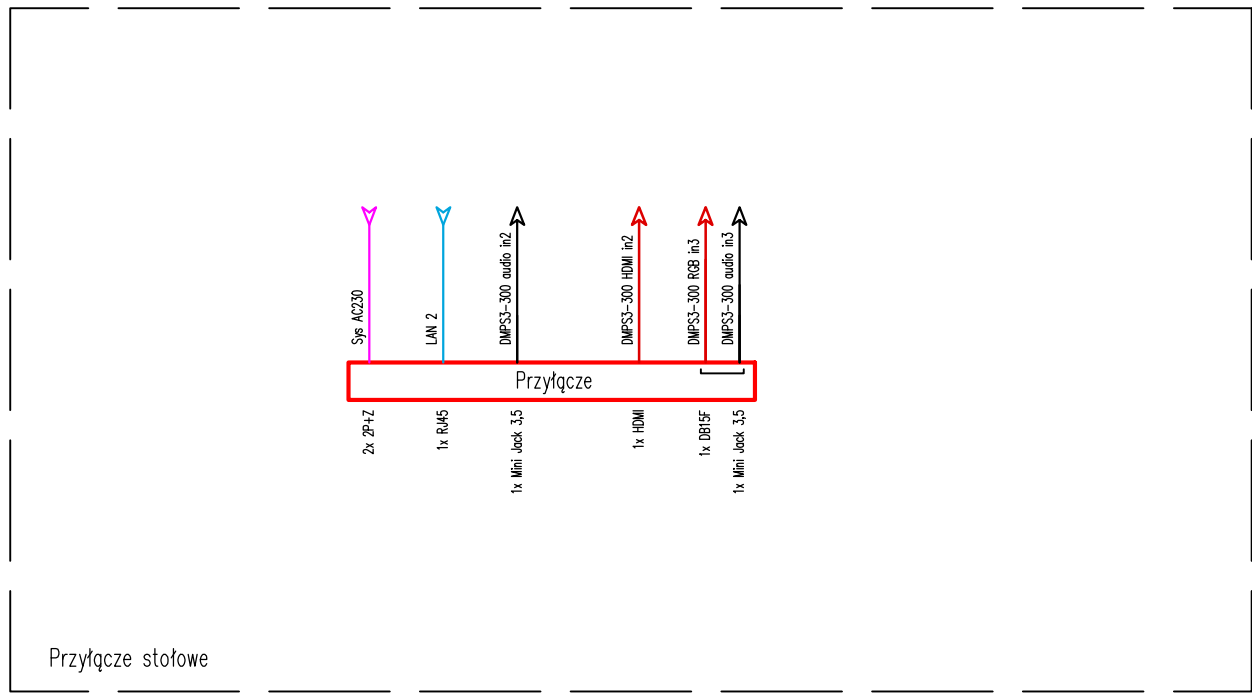 Sys AC230
LAN 2
DMPS3-300 audio in2
DMPS3-300 HDMI in2
DMPS3-300 RGB in3
DMPS3-300 audio in3
Przyłącze
2x 2P+Z
1x RJ45
1x Mini Jack 3,5
1x HDMI
1x DB15F
1x Mini Jack 3,5
Przyłącze stołowe